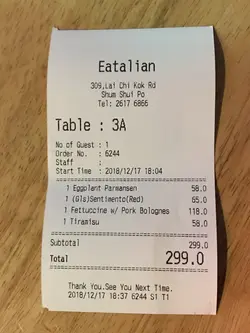 Eatalian
309,Lai Chi Kok Rd
Shum Shui Po
Tel: 2617 6866
Table : 3A
No of Guest : 1
Order No. : 6244
Staff :
Start Time : 2018/12/17 18:04
1 Eggplant Parmansen 58.0
1 (Gls)Sentimento(Red) 65.0
1 Fettuccine w/ Pork Bolognes 118.0
1 Tiramisu 58.0
Subtotal 299.0
Total 299.0
Thank You.See You Next Time.
2018/12/17 18:37 6244 S1 T1